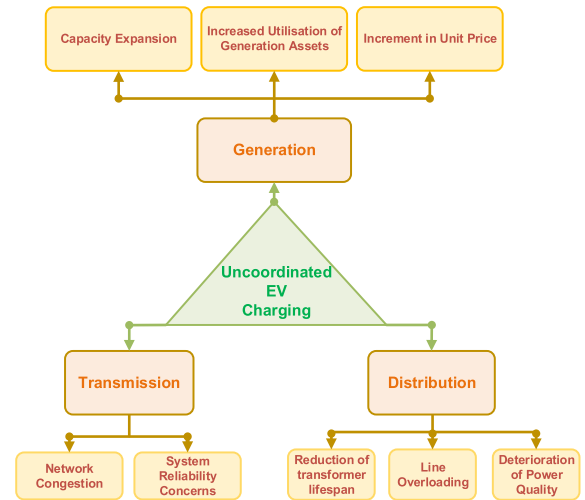 Capacity Expansion
Increased Utilisation of
Generation Assets
Increment in Unit Price
Generation
Uncoordinated
EV
Charging
Transmission
Distribution
Network
Congestion
System
Reliability
Concerns
Reduction of
transformer
lifespan
Line
Overloading
Deterioration
of Power
Quality